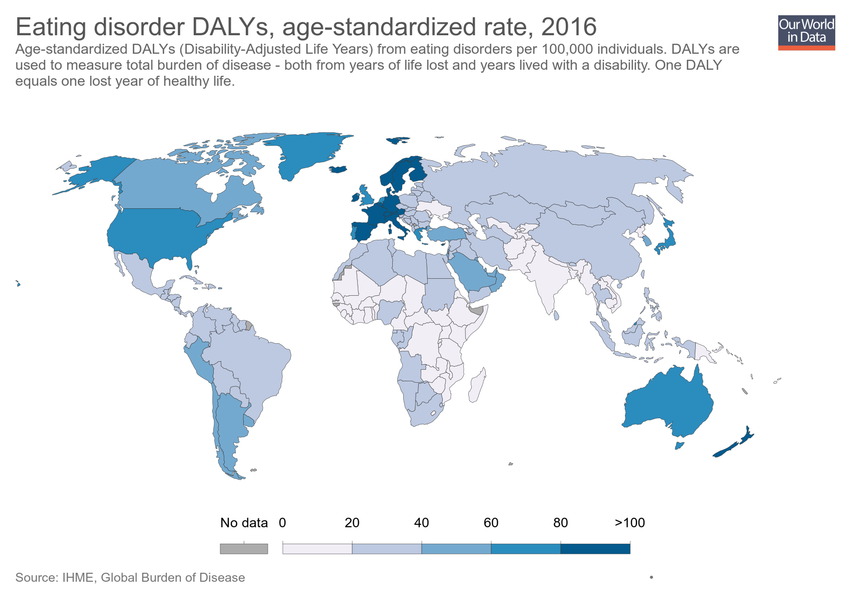 Eating disorder DALYs, age-standardized rate, 2016
Our World
in Data
Age-standardized DALYs (Disability-Adjusted Life Years) from eating disorders per 100,000 individuals. DALYs are
used to measure total burden of disease - both from years of life lost and years lived with a disability. One DALY
equals one lost year of healthy life.
No data 0 20 40 60 80 >100
Source: IHME, Global Burden of Disease